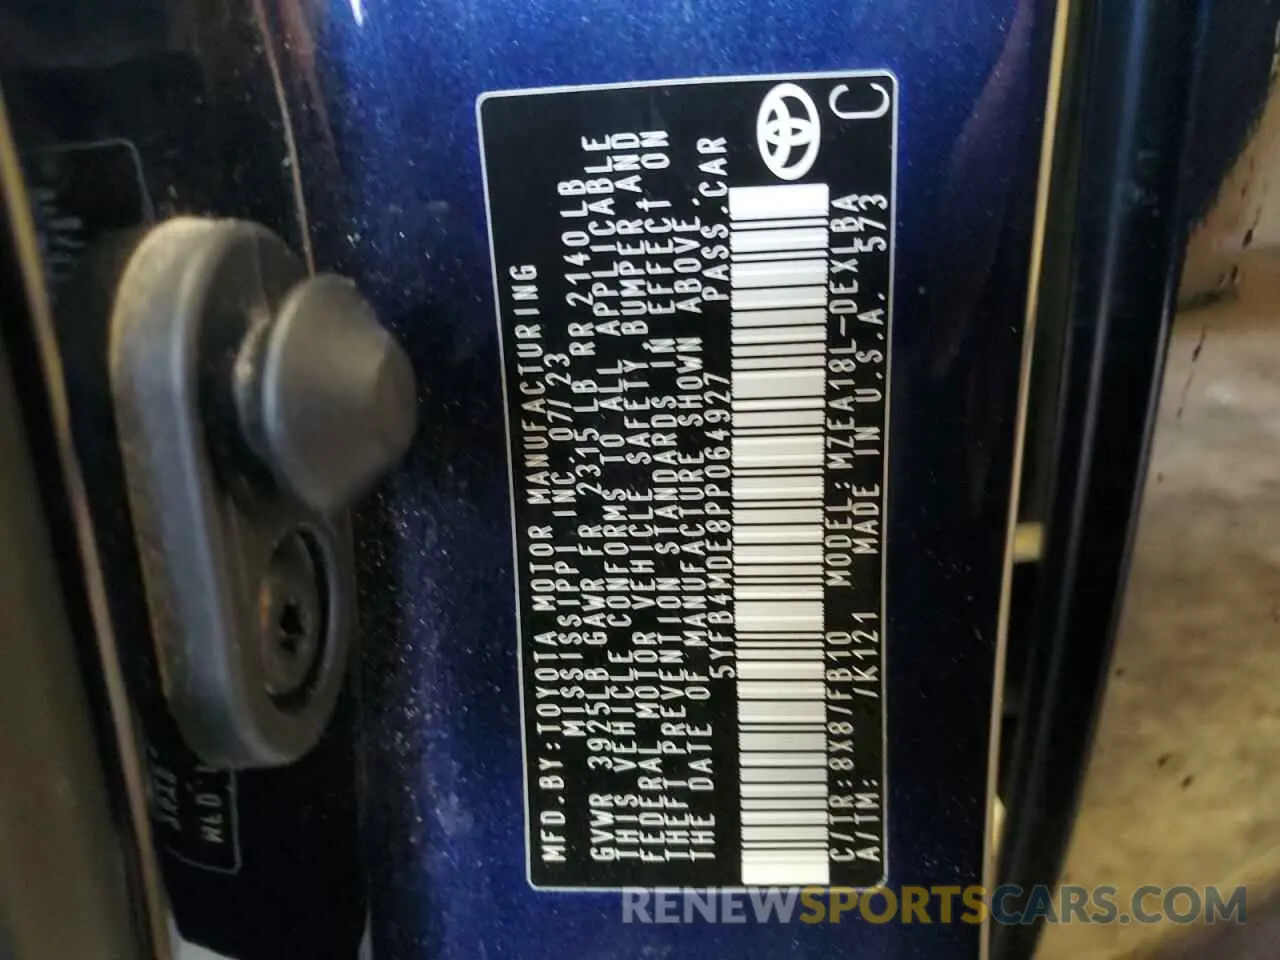 MFD.BY:TOYOTA MOTOR MANUFACTURING
MISSISSIPPI INC.07/23
GVWR 3925LB GAWR FR 2315 LB RR 2140LB
THIS VEHICLE CONFORMS TO ALL APPLICABLE
FEDERAL MOTOR VEHICLE SAFETY, BUMPER AND
THEFT PREVENTION STANDARDS IN EFFECT ON
THE DATE OF MANUFACTURE SHOWN ABOVE.
5YFB4MDE8PP064927 PASS.CAR
C/TR:8X8/FB10 MODEL:MZEA18L-DEXLBA
A/TM: /K121 MADE IN U.S.A. 573
C
RENEWSPORTSCARS.COM